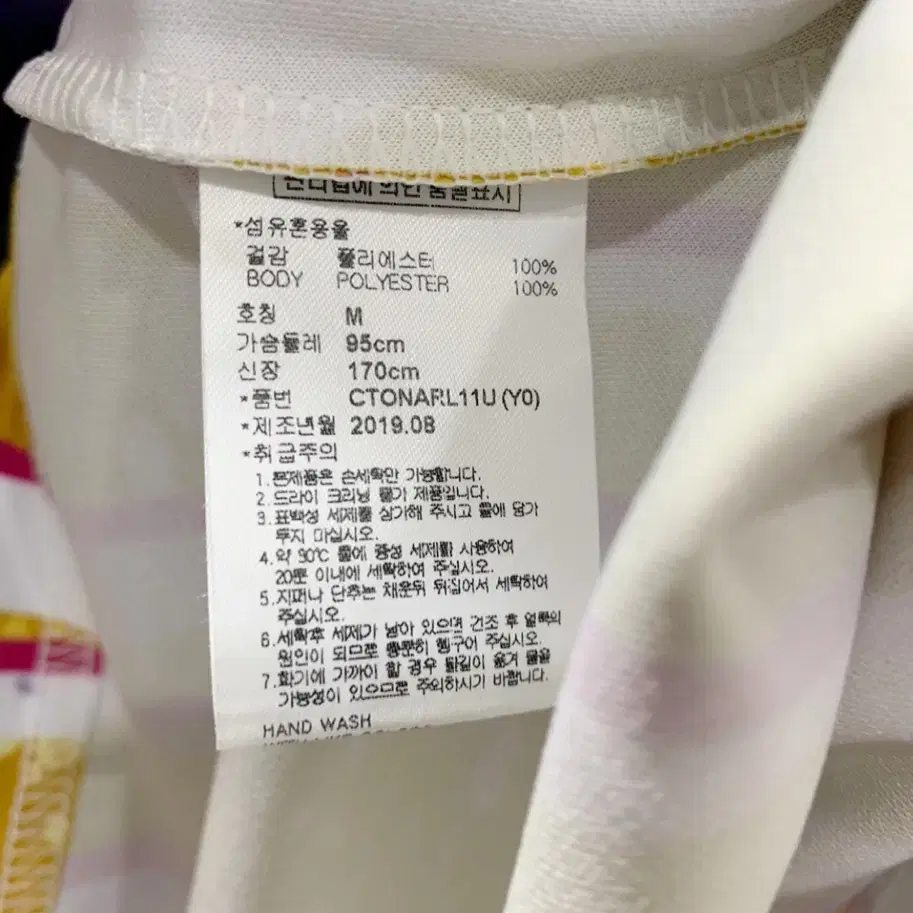 의한 품질표시
*섬유혼용율
겉감 폴리에스터 100%
BODY POLYESTER 100%
호칭 M
가슴둘레 95cm
신장 170cm
*품번 CTONARL11U (Y0)
*제조년월 2019.08
*취급주의
1. 본제품은 손세탁만 가능합니다.
2. 드라이 크리닝 불가 제품입니다.
3. 표백성 세제를 삼가해 주시고 물에 담가
두지 마십시오.
4. 약 30℃ 물에 중성 세제를 사용하여
20분 이내에 세탁하여 주십시오.
5. 지퍼나 단추는 채운뒤 뒤집어서 세탁하여
주십시오.
6. 세탁후 세제가 남아 있으면 건조 후 얼룩의
원인이 되므로 충분히 헹구어 주십시오.
7. 화기에 가까이 할 경우 털길이 옮겨 붙을
가능성이 있으므로 주의하시기 바랍니다.
HAND WASH